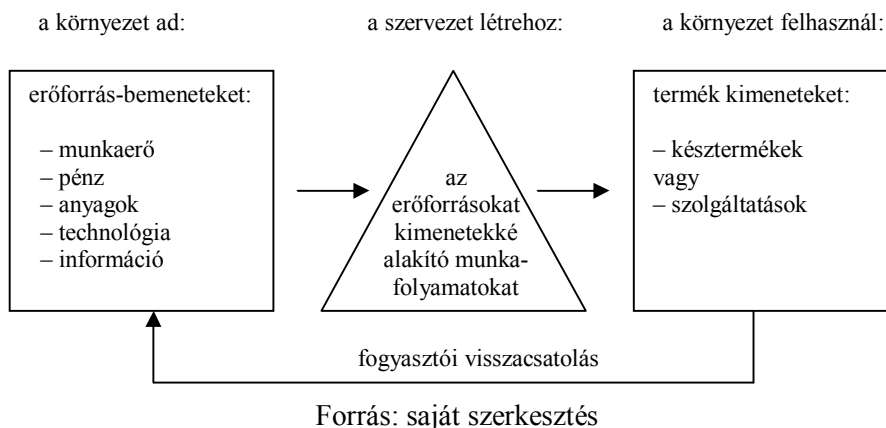 a környezet ad:
a szervezet létrehoz:
a környezet felhasznál:
erőforrás-bemeneteket:
– munkaerő
– pénz
– anyagok
– technológia
– információ
az
erőforrásokat
kimenetekké
alakító munka-
folyamatokat
termék kimeneteket:
– késztermékek
vagy
– szolgáltatások
fogyasztói visszacsatolás
Forrás: saját szerkesztés